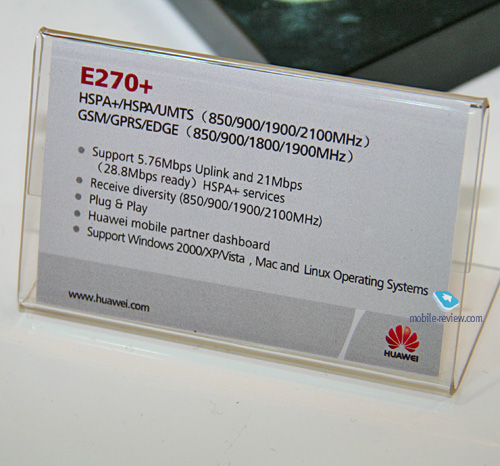 E270+
HSPA+/HSPA/UMTS（850/900/1900/2100MHz）
GSM/GPRS/EDGE（850/900/1800/1900MHz）
Support 5.76Mbps Uplink and 21Mbps
（28.8Mbps ready）HSPA+ services
Receive diversity (850/900/1900/2100MHz)
Plug & Play
Huawei mobile partner dashboard
Support Windows 2000/XP/Vista , Mac and Linux Operating Systems
www.huawei.com
mobile-review.com
HUAWEI